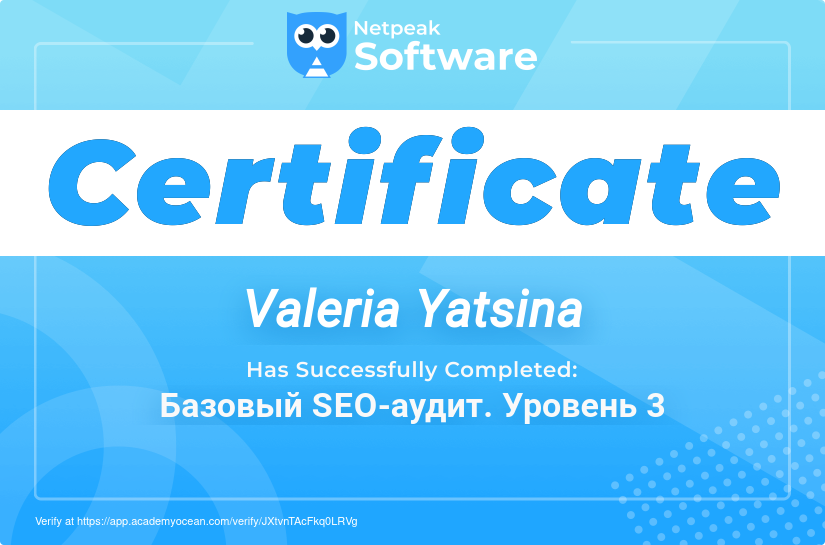 Netpeak
Software
Certificate
Valeria Yatsina
Has Successfully Completed:
Базовый SEO-аудит. Уровень 3
Verify at https://app.academyocean.com/verify/JXtvnTAcFkq0LRVg